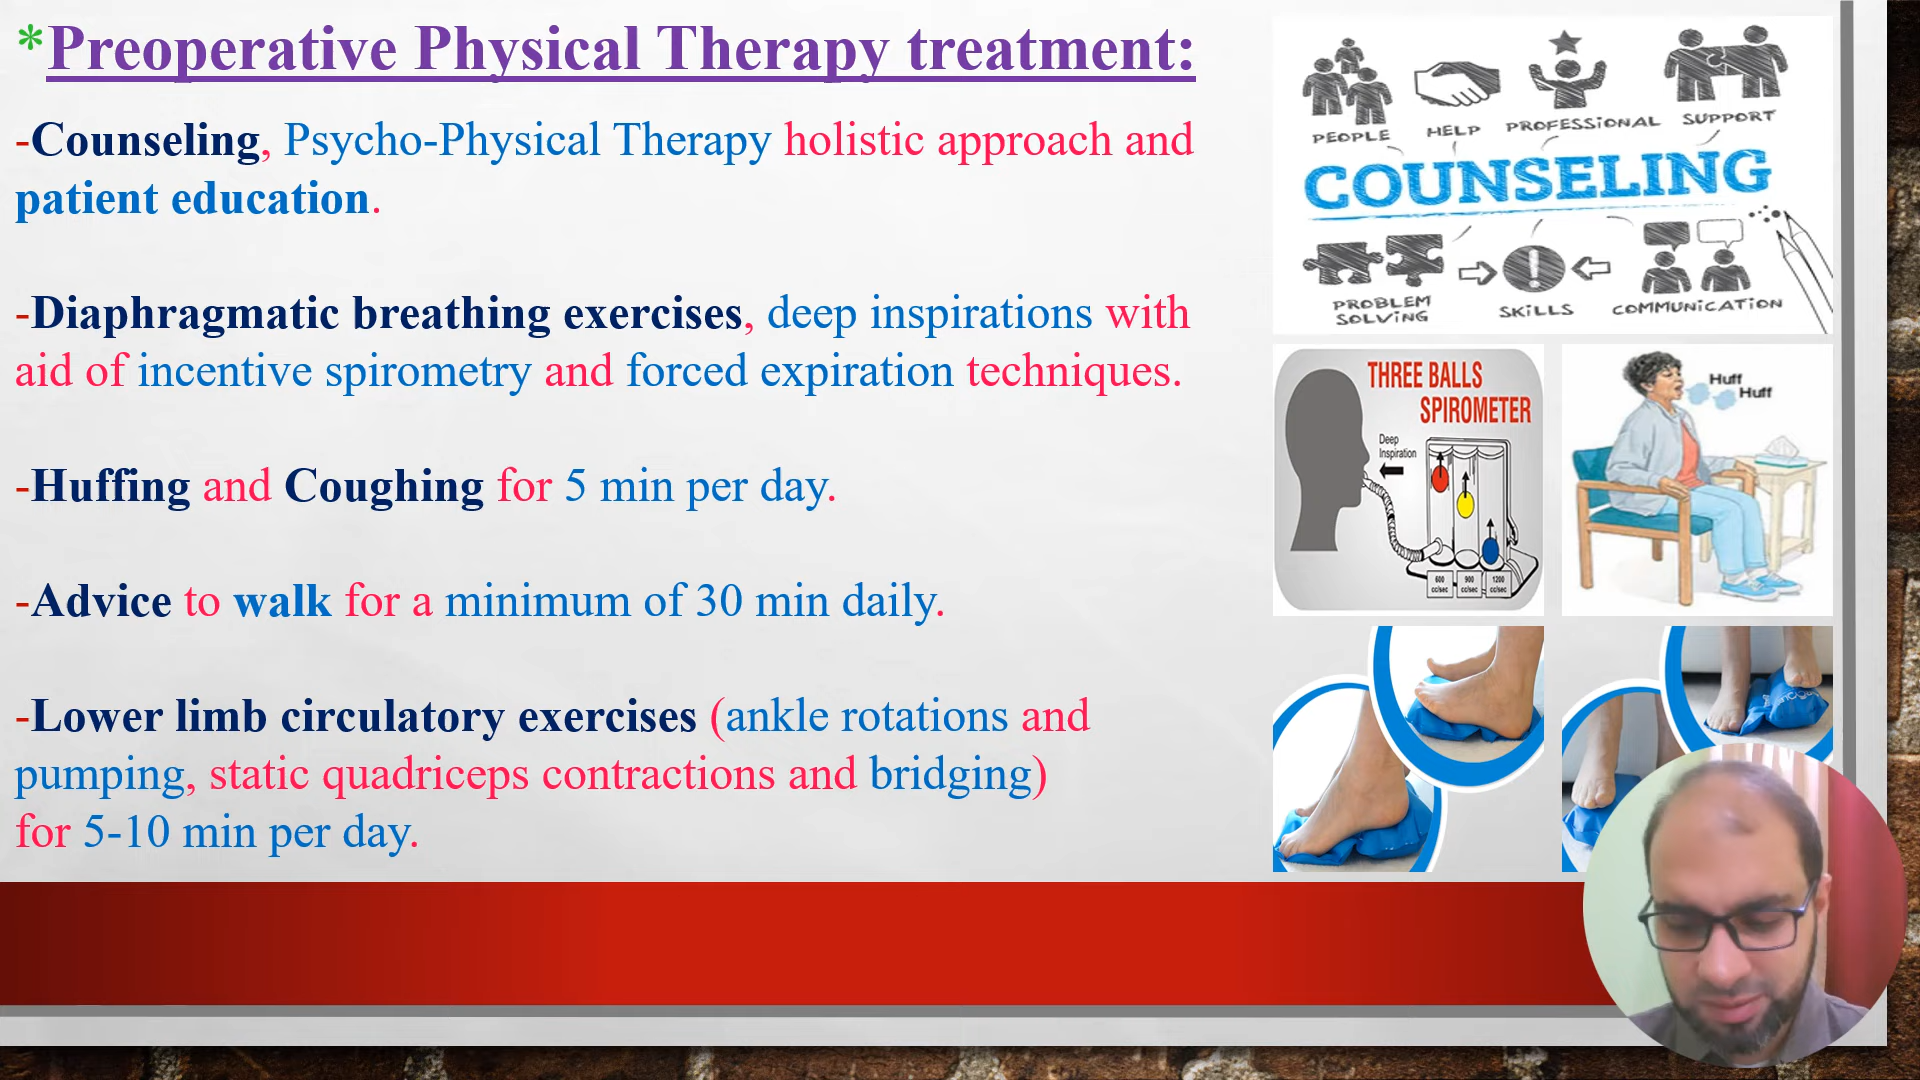 *Preoperative Physical Therapy treatment:
-Counseling, Psycho-Physical Therapy holistic approach and
patient education.
-Diaphragmatic breathing exercises, deep inspirations with
aid of incentive spirometry and forced expiration techniques.
-Huffing and Coughing for 5 min per day.
-Advice to walk for a minimum of 30 min daily.
-Lower limb circulatory exercises (ankle rotations and
pumping, static quadriceps contractions and bridging)
for 5-10 min per day.
PEOPLE HELP PROFESSIONAL SUPPORT
COUNSELING
PROBLEM
SOLVING
SKILLS
COMMUNICATION
THREE BALLS
SPIROMETER
Deep
Inspiration
600 900 1200
cc/sec cc/sec cc/sec
Huff
Huff